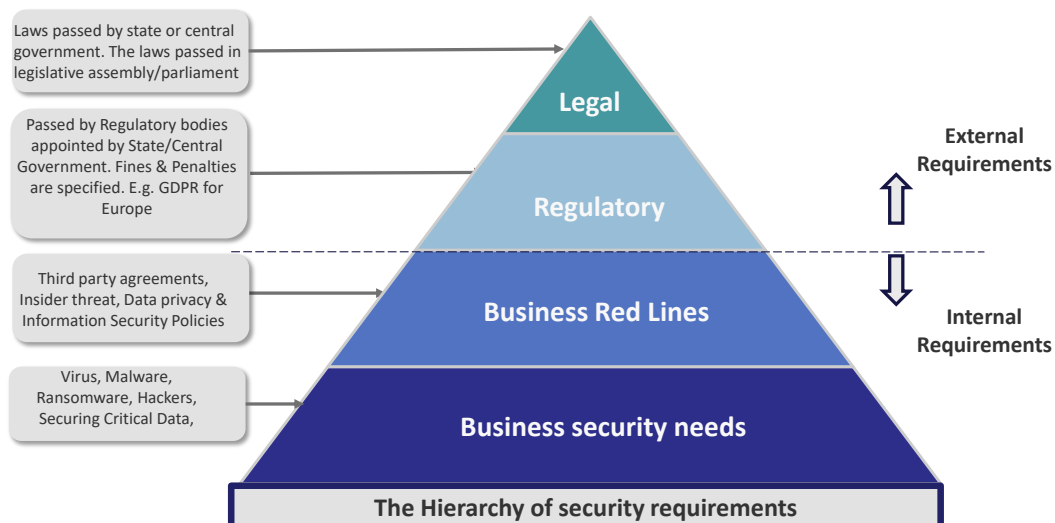 Laws passed by state or central
government. The laws passed in
legislative assembly/parliament
Legal
Passed by Regulatory bodies
appointed by State/Central
Government. Fines & Penalties
are specified. E.g. GDPR for
Europe
Regulatory
External
Requirements
Third party agreements,
Insider threat, Data privacy &
Information Security Policies
Business Red Lines
Internal
Requirements
Virus, Malware,
Ransomware, Hackers,
Securing Critical Data,
Business security needs
The Hierarchy of security requirements